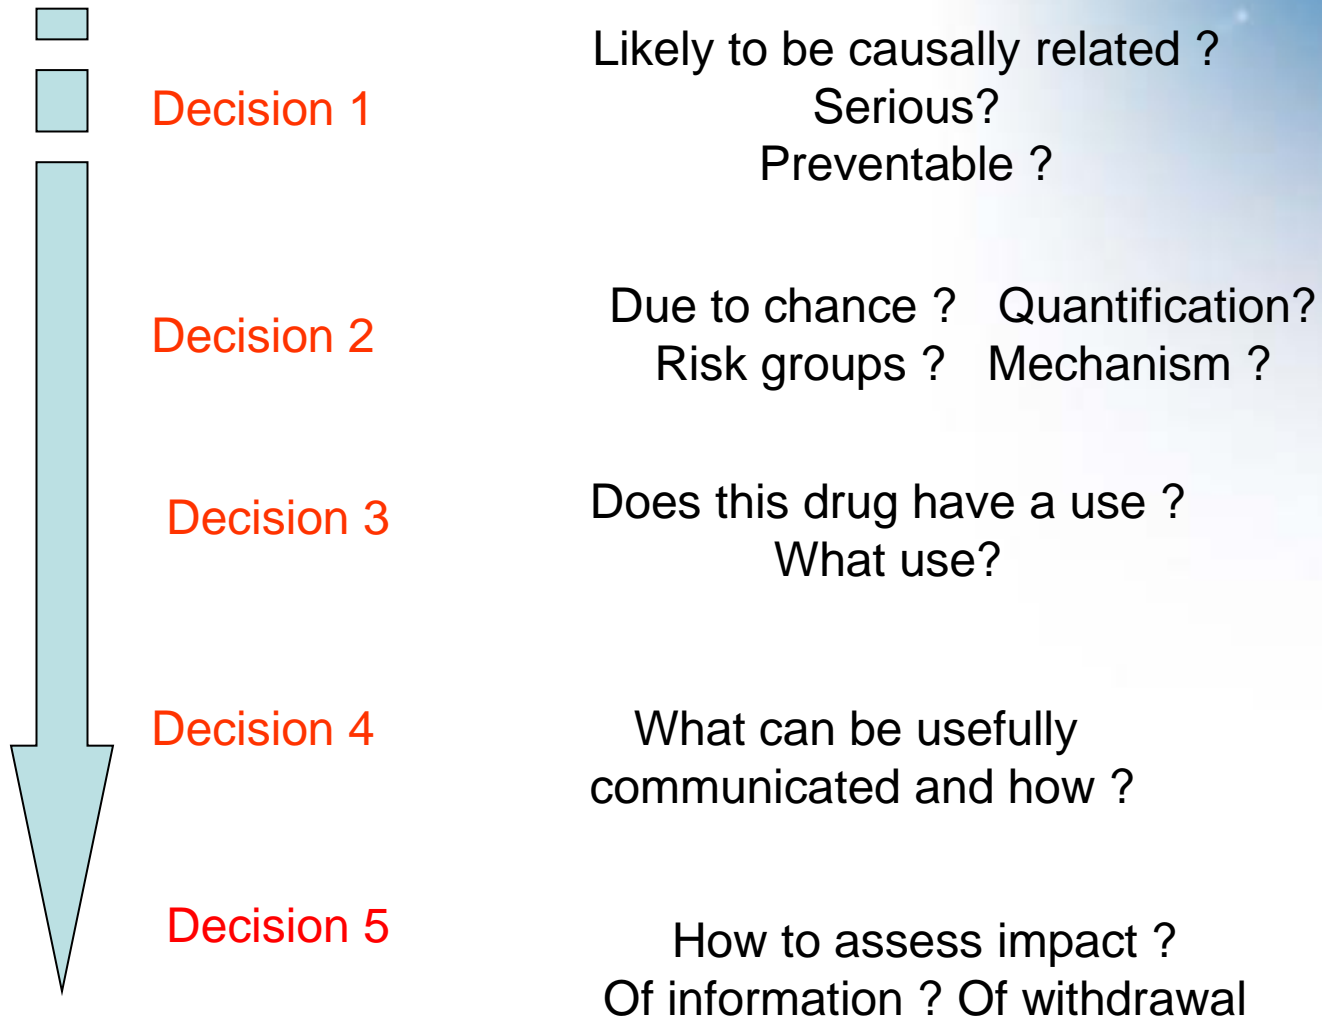 Likely to be causally related ?
Decision 1
Serious?
Preventable ?
Due to chance ? Quantification?
Decision 2
Risk groups ? Mechanism ?
Decision 3
Does this drug have a use ?
What use?
Decision 4
What can be usefully
communicated and how ?
Decision 5
How to assess impact ?
Of information ? Of withdrawal